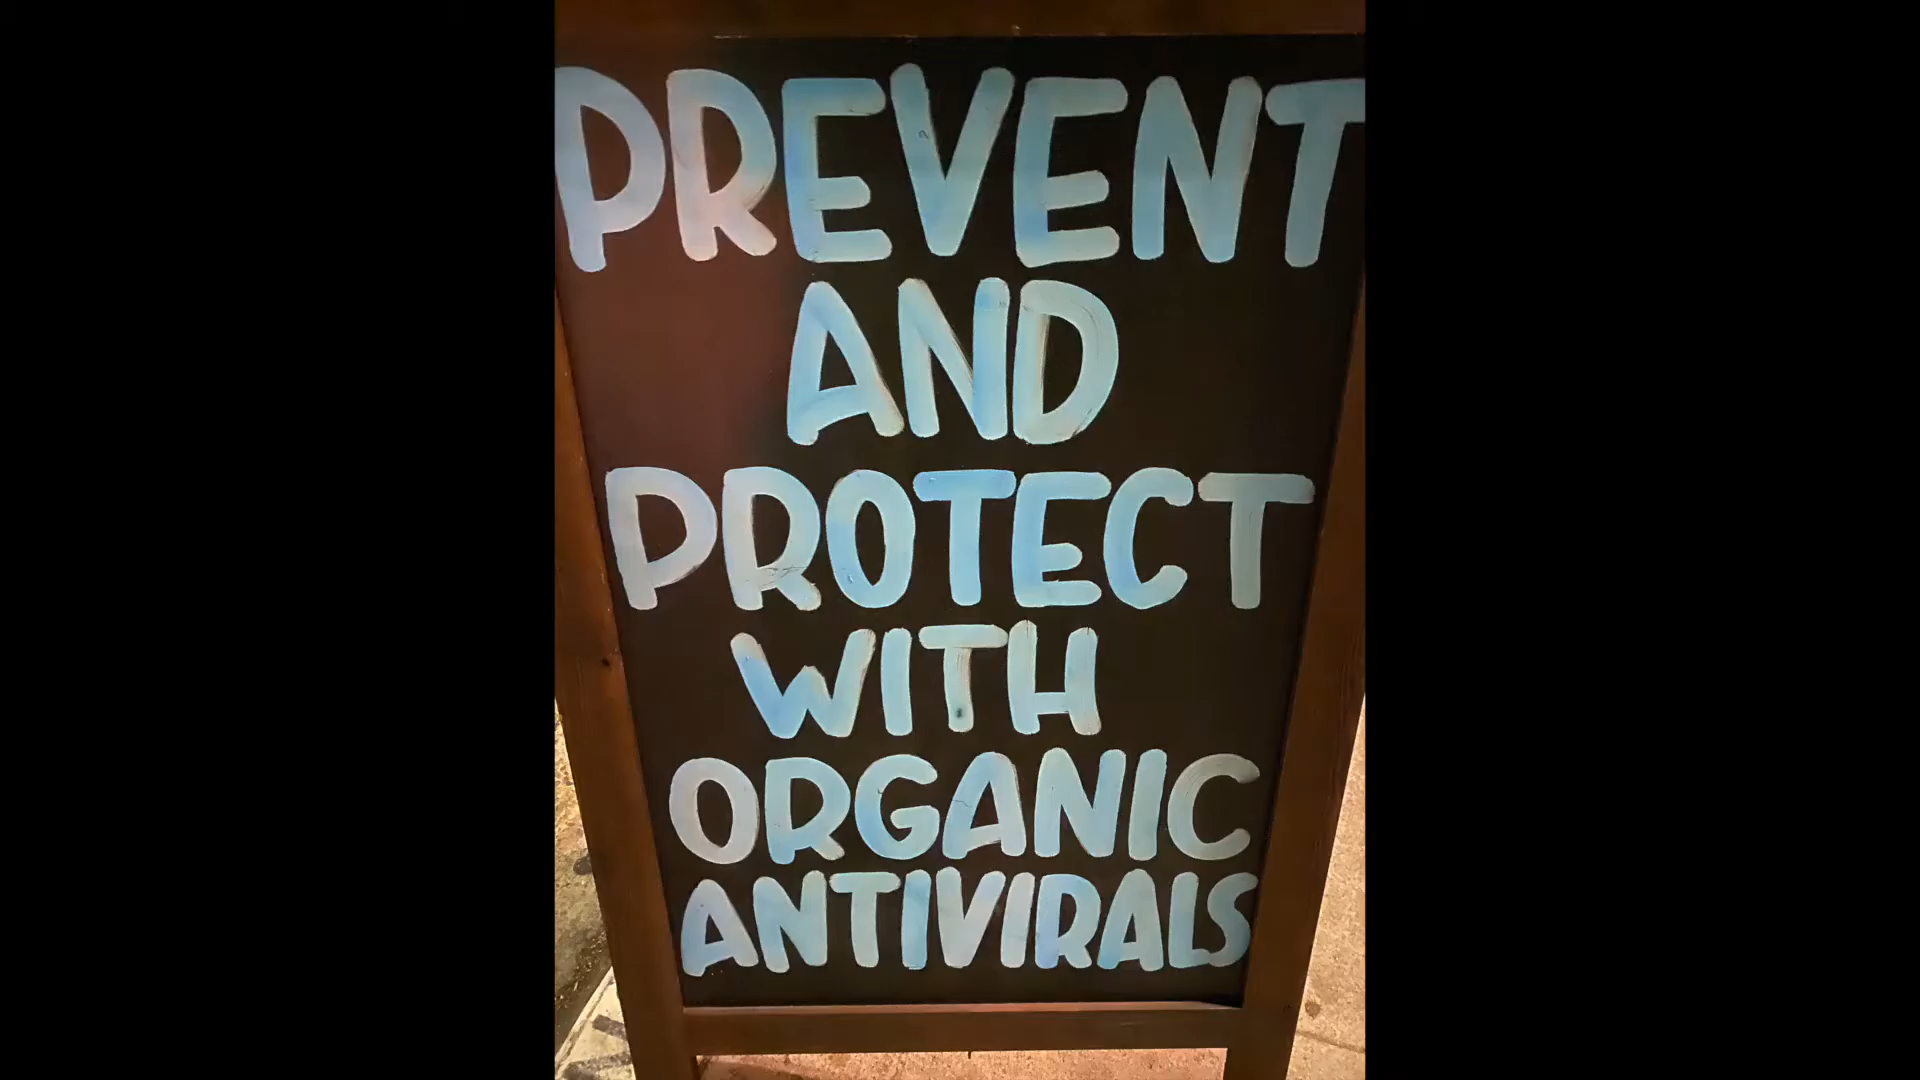 PREVENT
AND
PROTECT
WITH
ORGANIC
ANTIVIRALS